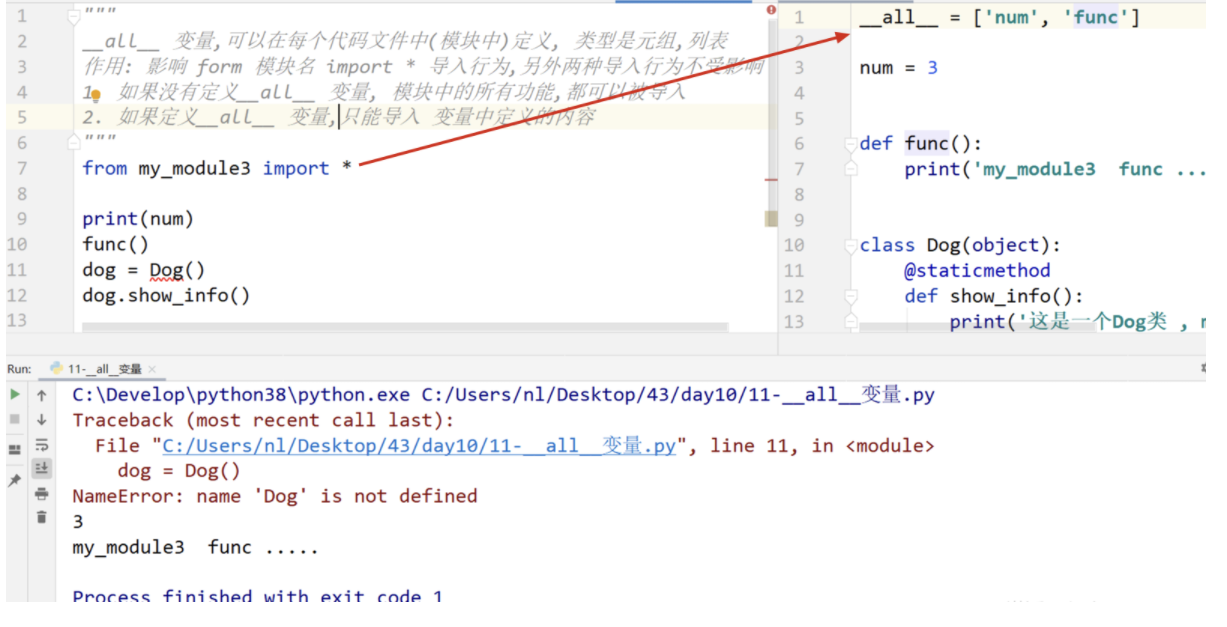 1 """
2 __all__ 变量,可以在每个代码文件中(模块中)定义, 类型是元组,列表
3 作用: 影响 form 模块名 import * 导入行为,另外两种导入行为不受影响
4 1. 如果没有定义__all__ 变量, 模块中的所有功能,都可以被导入
5 2. 如果定义__all__ 变量,只能导入 变量中定义的内容
6 """
7 from my_module3 import *
8
9 print(num)
10 func()
11 dog = Dog()
12 dog.show_info()
13
1 __all__ = ['num', 'func']
2
3 num = 3
4
5
6 def func():
7 print('my_module3 func ...
8
9
10 class Dog(object):
11 @staticmethod
12 def show_info():
13 print('这是一个Dog类 ,
Run: 11-__all__变量 ×
C:\Develop\python38\python.exe C:/Users/nl/Desktop/43/day10/11-__all__变量.py
Traceback (most recent call last):
File "C:/Users/nl/Desktop/43/day10/11-__all__变量.py", line 11, in <module>
dog = Dog()
NameError: name 'Dog' is not defined
3
my_module3 func .....
Process finished with exit code 1